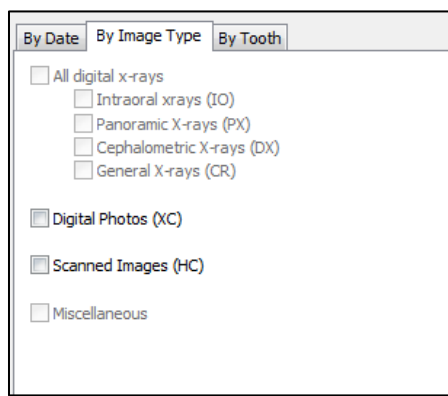 By Date By Image Type By Tooth
All digital x-rays
Intraoral xrays (IO)
Panoramic X-rays (PX)
Cephalometric X-rays (DX)
General X-rays (CR)
Digital Photos (XC)
Scanned Images (HC)
Miscellaneous